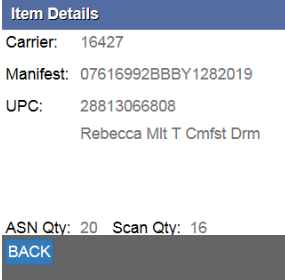 Item Details
Carrier: 16427
Manifest: 07616992BBBY1282019
UPC: 28813066808
Rebecca Mlt T Cmfst Drm
ASN Qty: 20 Scan Qty: 16
BACK